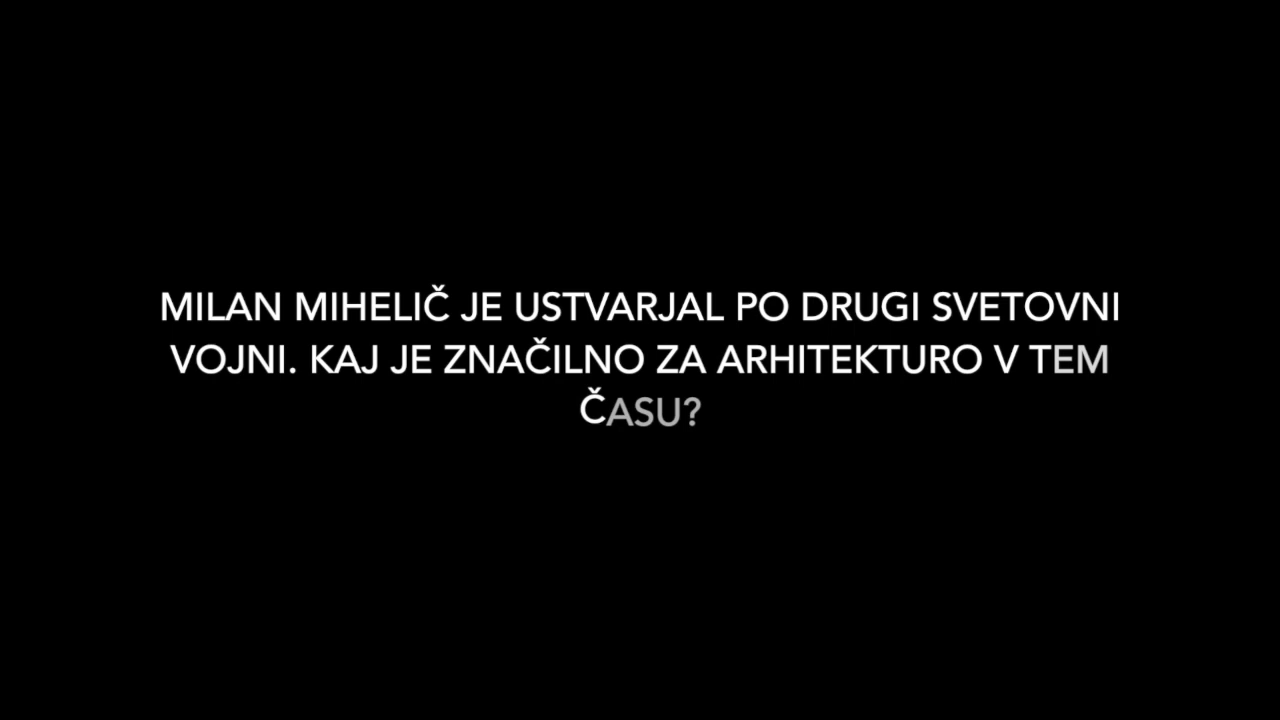 MILAN MIHELIČ JE USTVARJAL PO DRUGI SVETOVNI
VOJNI. KAJ JE ZNAČILNO ZA ARHITEKTURO V TEM
ČASU?